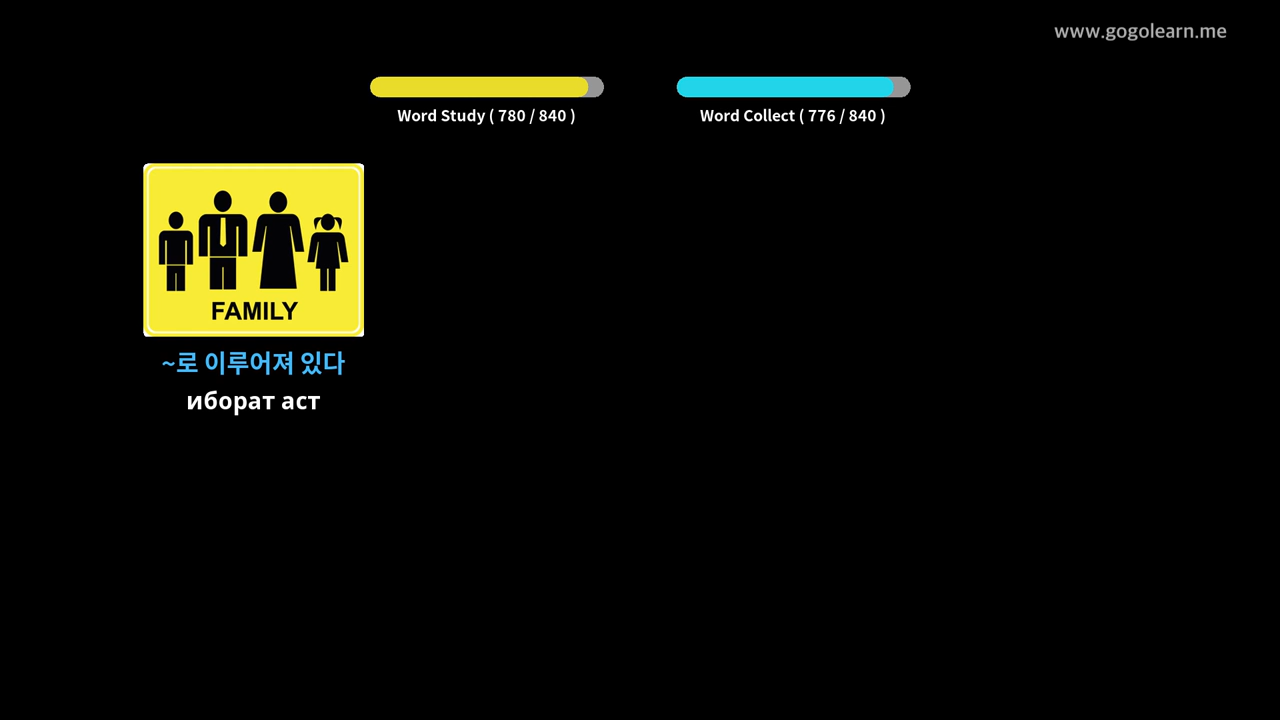 www.gogolearn.me
Word Study ( 780 / 840 )
Word Collect ( 776 / 840 )
FAMILY
~로 이루어져 있다
иборат аст